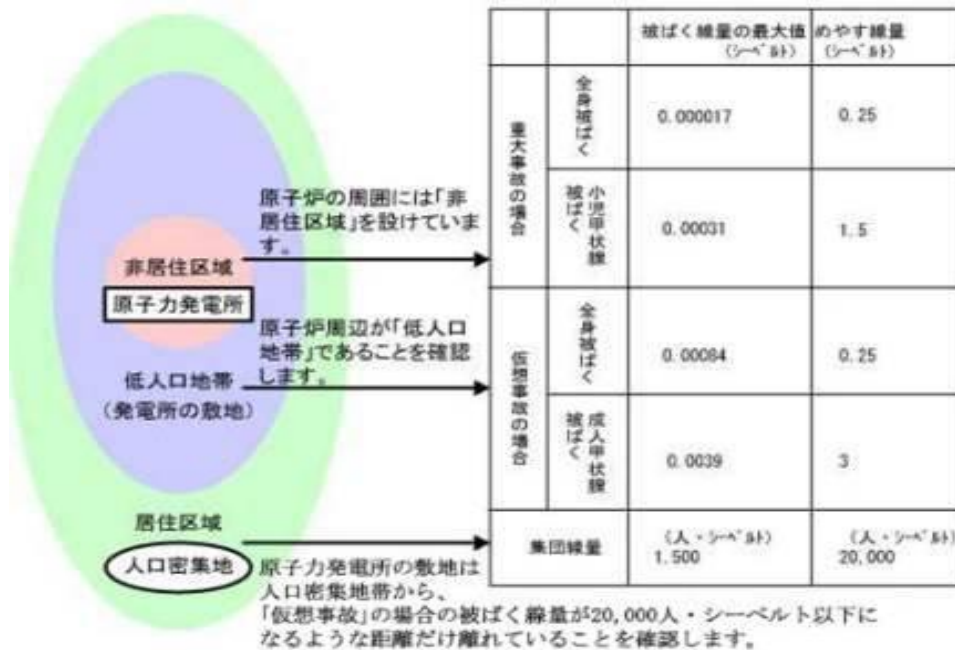 被ばく線量の最大値 めやす線量
(シーベルト) (シーベルト)
重大事故の場合
全身被ばく
0.000017 0.25
小児甲状腺被ばく
0.00031 1.5
仮想事故の場合
全身被ばく
0.00084 0.25
成人甲状腺被ばく
0.0039 3
集団線量
(人・シーベルト) (人・シーベルト)
1.500 20,000
原子炉の周囲には「非
居住区域」を設けていま
す。
非居住区域
原子力発電所
原子炉周辺が「低人口
地帯」であることを確認
します。
低人口地帯
(発電所の敷地)
居住区域
人口密集地
原子力発電所の敷地は
人口密集地帯から、
「仮想事故」の場合の被ばく線量が20,000人・シーベルト以下に
なるような距離だけ離れていることを確認します。